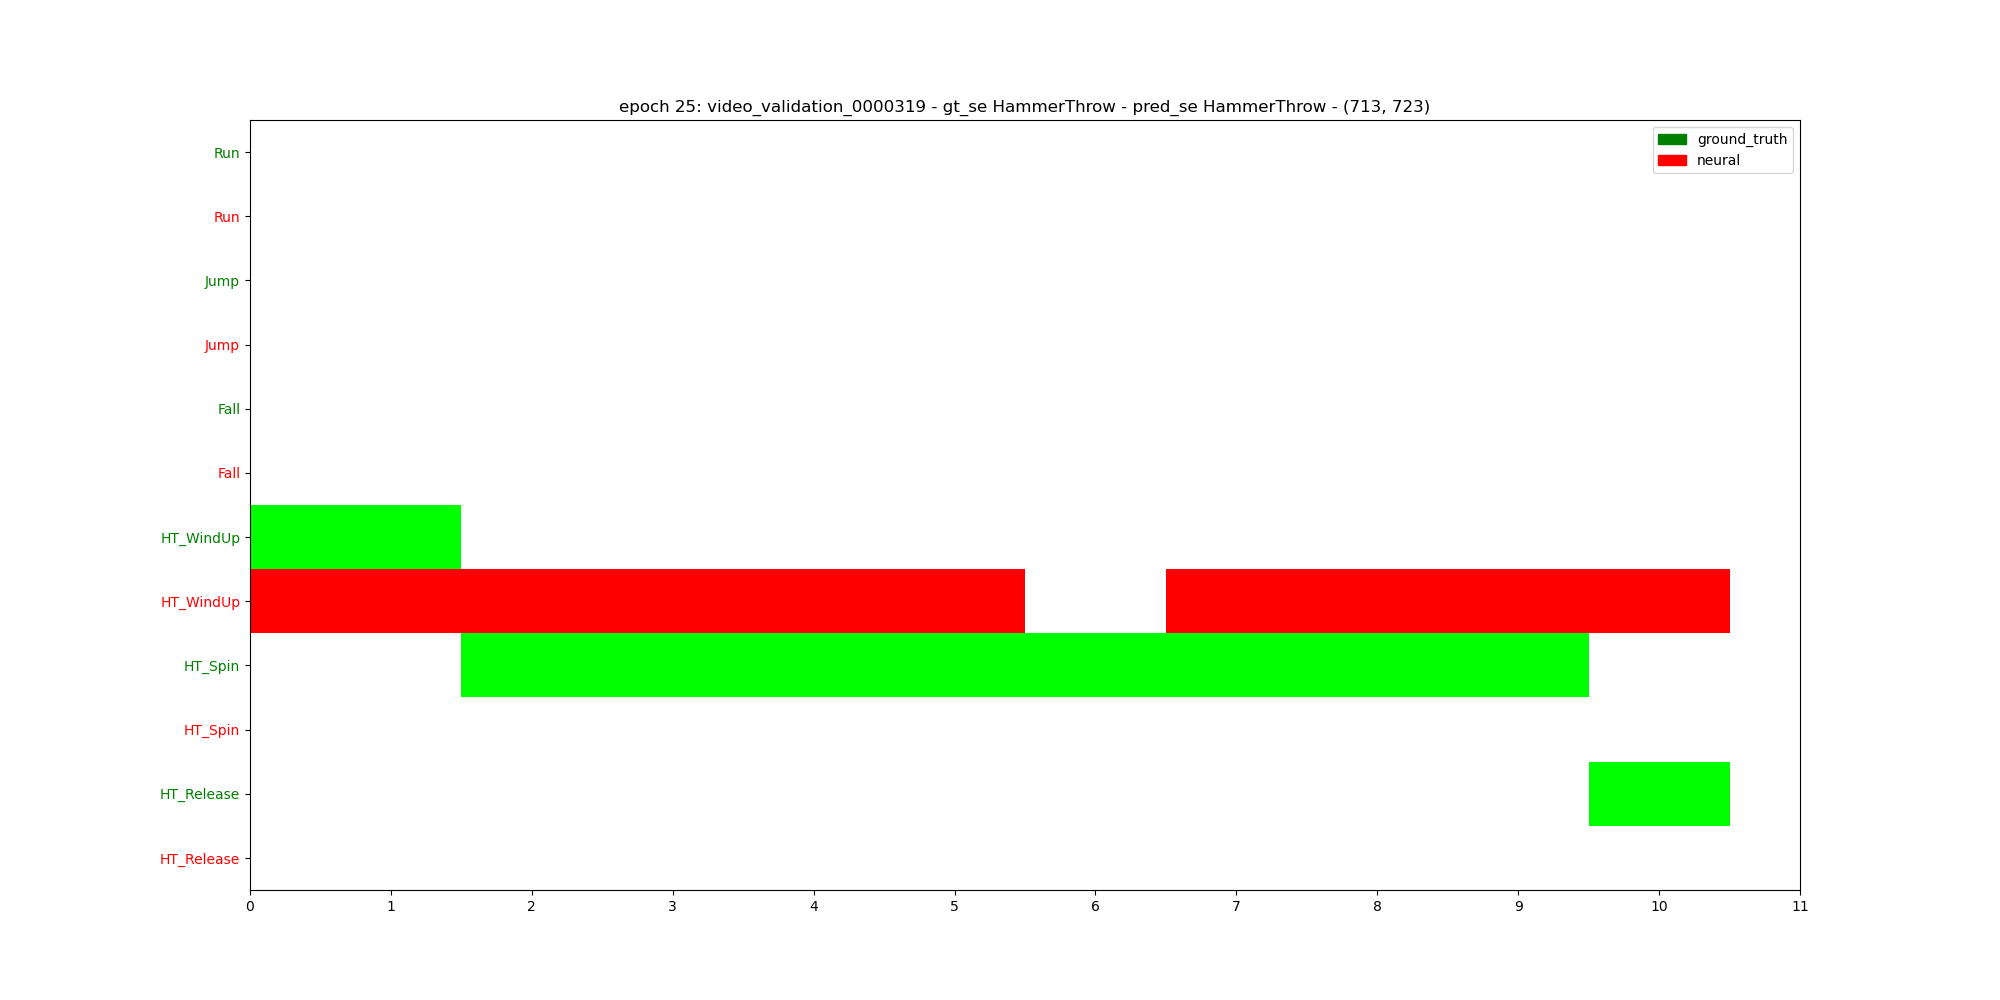 epoch 25: video_validation_0000319 - gt_se HammerThrow - pred_se HammerThrow - (713, 723)
ground_truth
neural
Run
Run
Jump
Jump
Fall
Fall
HT_WindUp
HT_WindUp
HT_Spin
HT_Spin
HT_Release
HT_Release
0 1 2 3 4 5 6 7 8 9 10 11